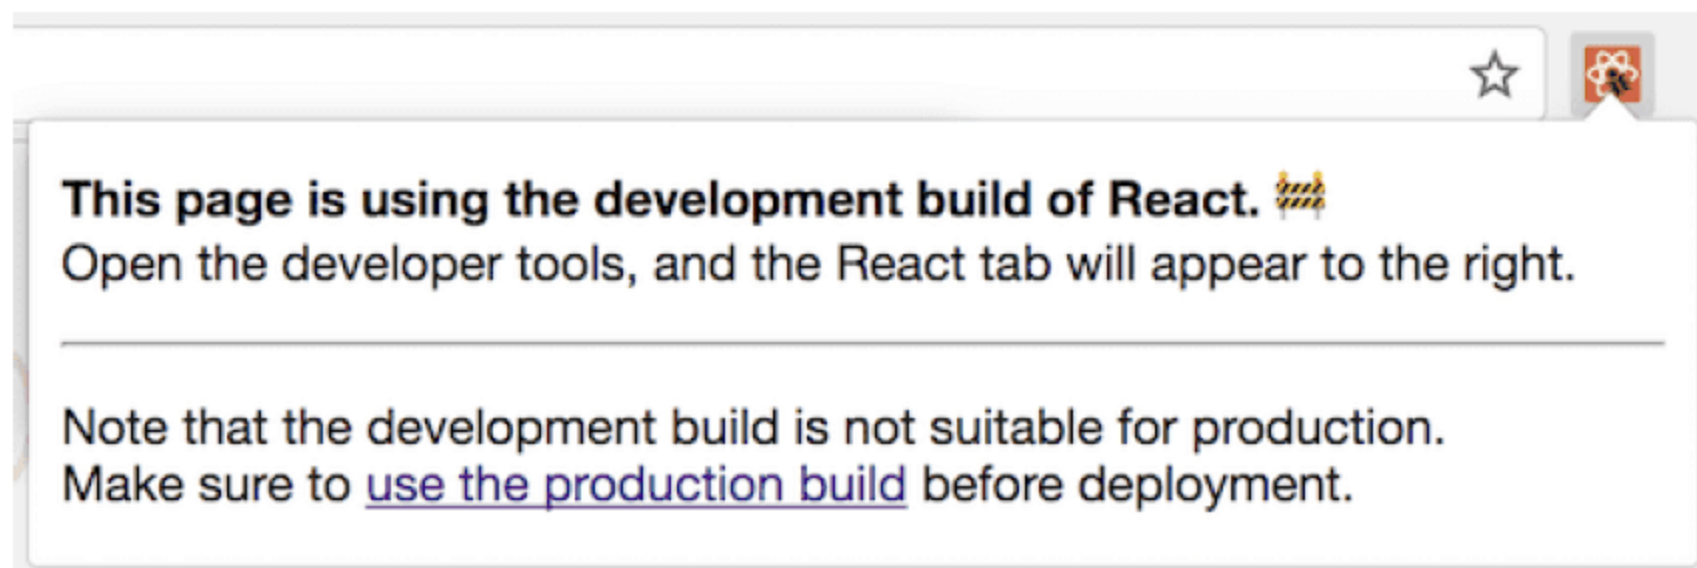 This page is using the development build of React. 🚧
Open the developer tools, and the React tab will appear to the right.
Note that the development build is not suitable for production.
Make sure to use the production build before deployment.